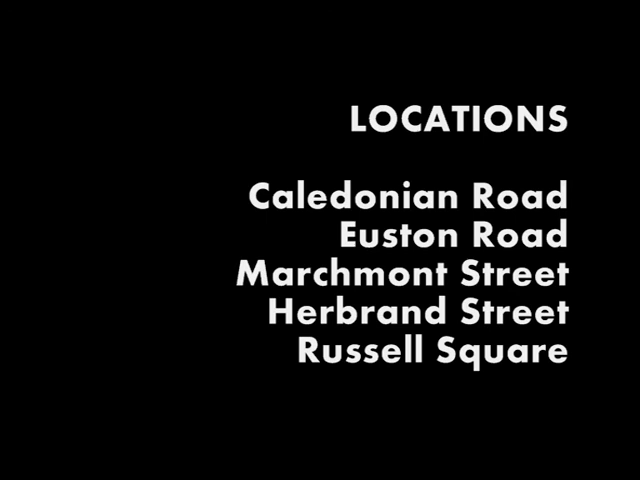 LOCATIONS
Caledonian Road
Euston Road
Marchmont Street
Herbrand Street
Russell Square